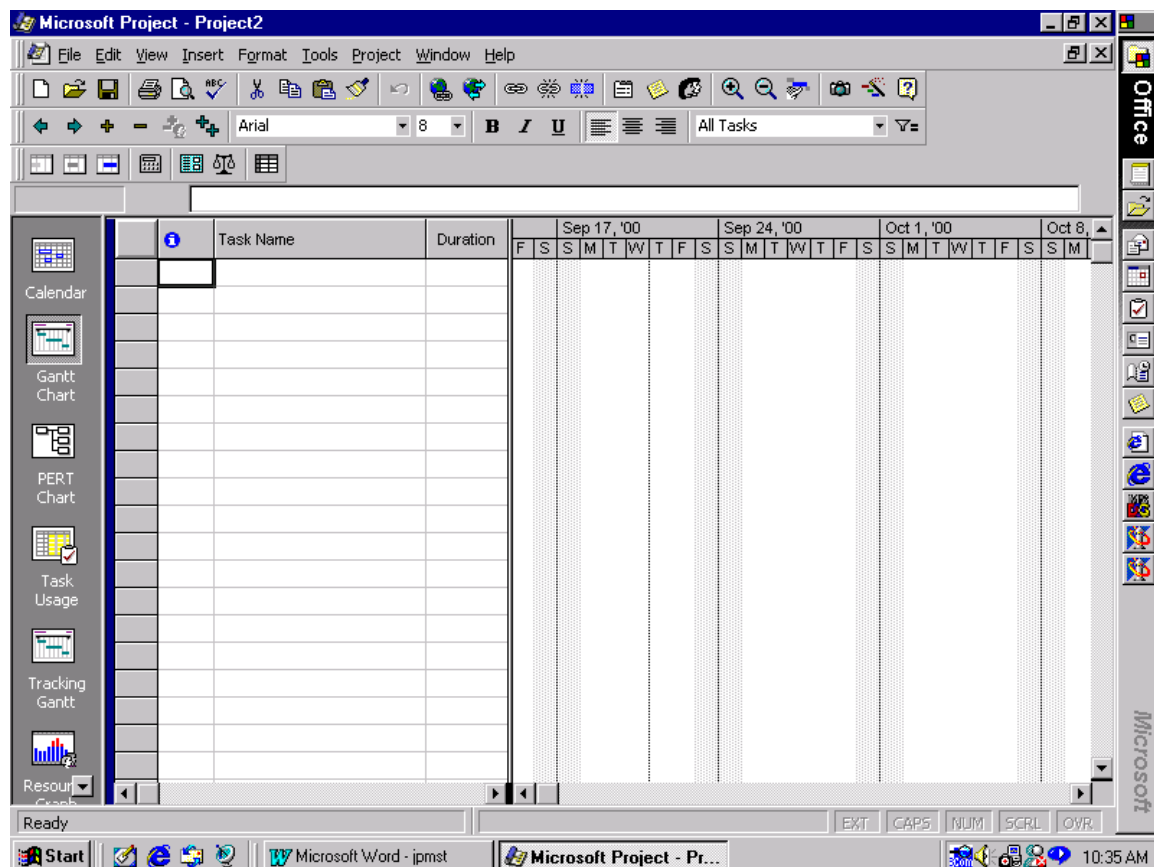 Microsoft Project - Project2
File Edit View Insert Format Tools Project Window Help
Office
ABC
Arial 8 B I U All Tasks
Task Name Duration
Sep 17, '00 Sep 24, '00 Oct 1, '00 Oct 8,
F S S M T W T F S S M T W T F S S M T W T F S S M
Calendar
Gantt
Chart
PERT
Chart
Task
Usage
Tracking
Gantt
Resour
Graph
Microsoft
Ready EXT CAPS NUM SCRL OVR
Start Microsoft Word - jpmst Microsoft Project - Pr... 10:35 AM